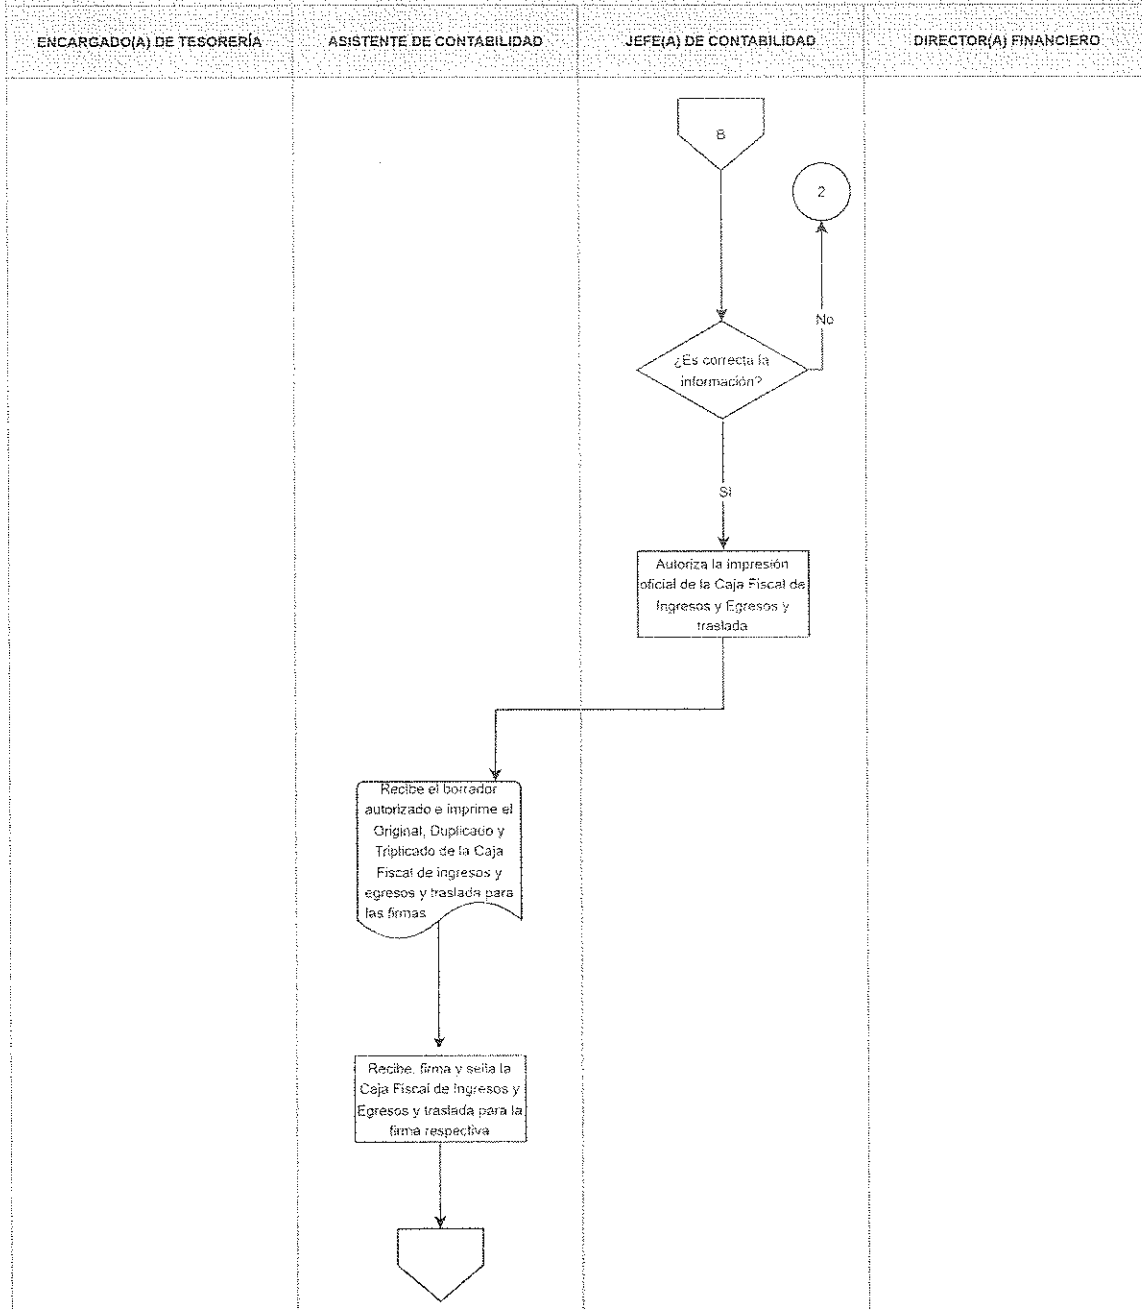 ENCARGADO(A) DE TESORERÍA
ASISTENTE DE CONTABILIDAD
JEFE(A) DE CONTABILIDAD
DIRECTOR(A) FINANCIERO
B
2
No
¿Es correcta la
información?
Si
Autoriza la impresión
oficial de la Caja Fiscal de
Ingresos y Egresos y
traslada
Recibe el borrador
autorizado e imprime el
Original, Duplicado y
Triplicado de la Caja
Fiscal de ingresos y
egresos y traslada para
las firmas
Recibe, firma y sella la
Caja Fiscal de Ingresos y
Egresos y traslada para la
firma respectiva